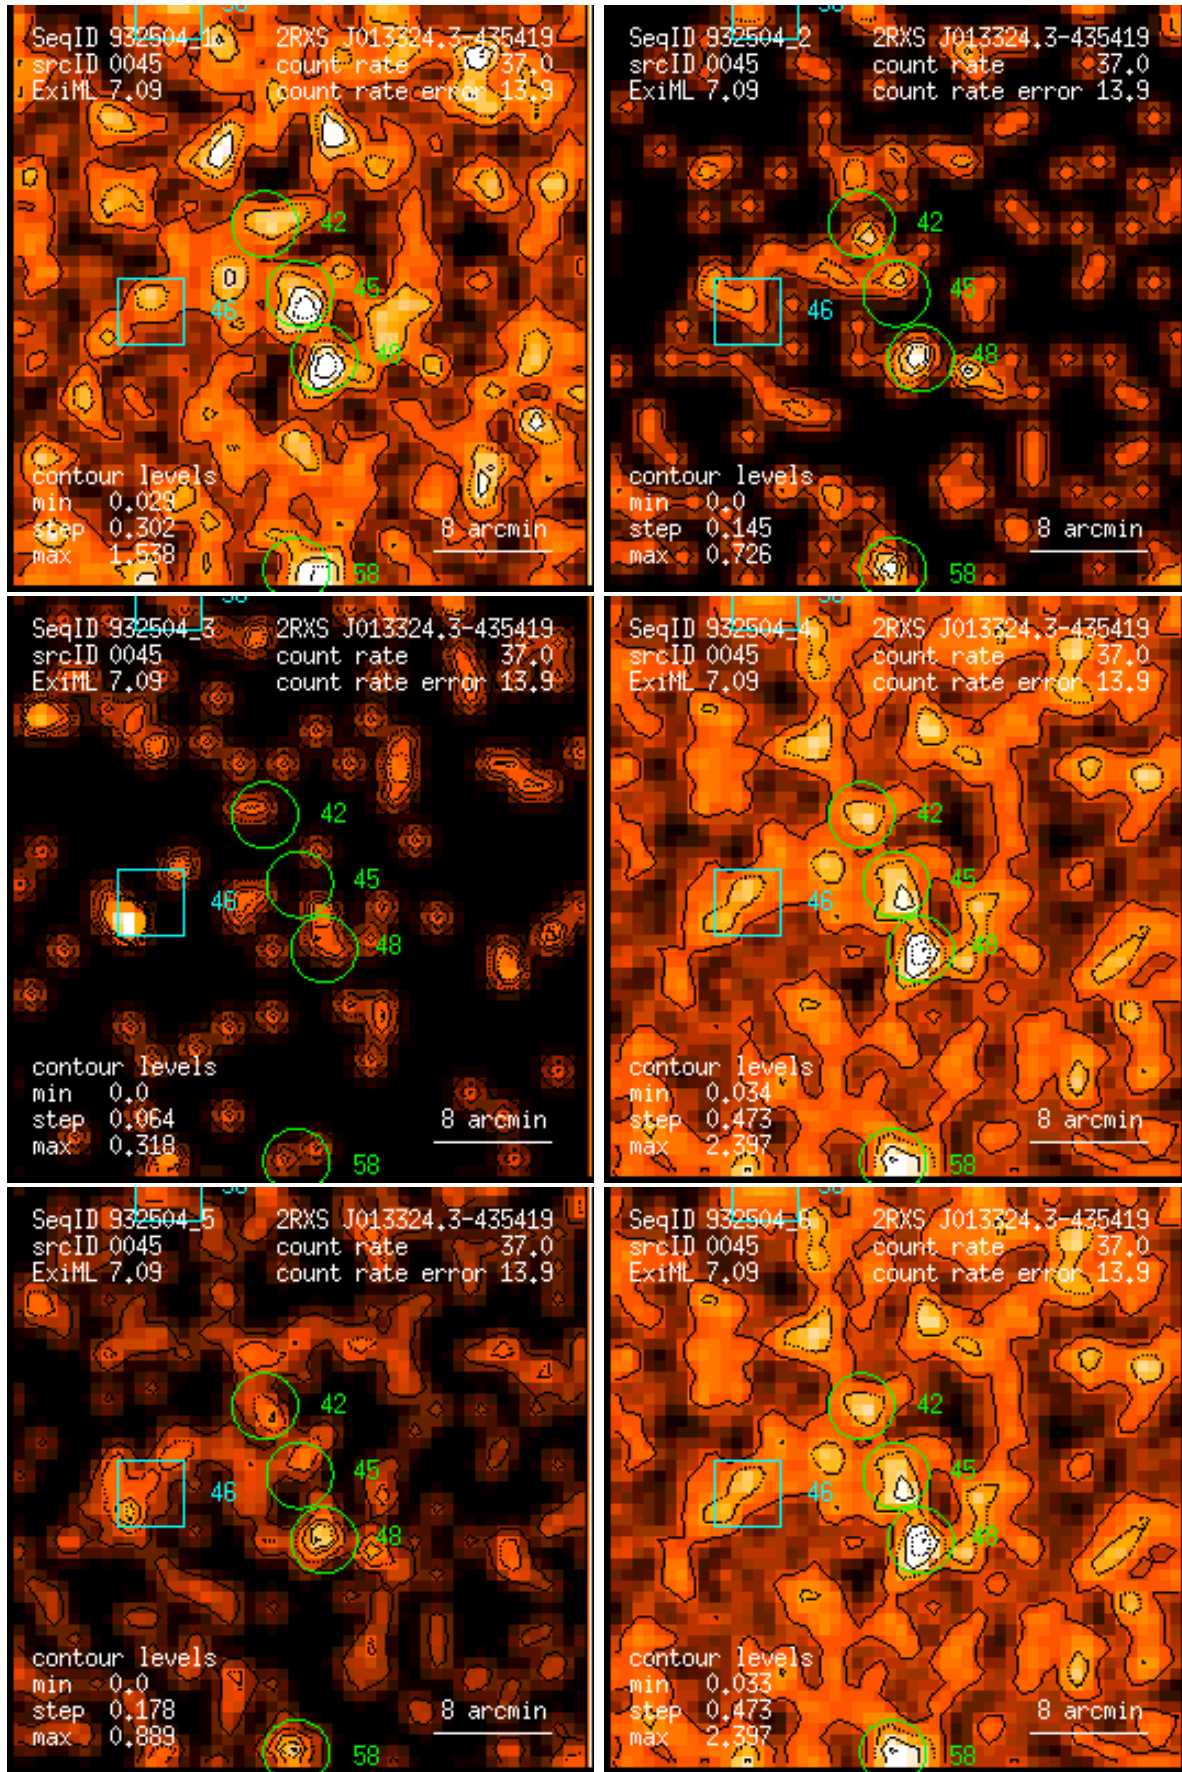 SeqID 932504_1 2RXS J013324.3-435419
srcID 0045 count rate 37.0
ExiML 7.09 count rate error 13.9
42
45
46
48
contour levels
min 0.029
step 0.302 8 arcmin
max 1.538
58
SeqID 932504_2 2RXS J013324.3-435419
srcID 0045 count rate 37.0
ExiML 7.09 count rate error 13.9
42
45
46
48
contour levels
min 0.0
step 0.145 8 arcmin
max 0.726
58
SeqID 932504_3 2RXS J013324.3-435419
srcID 0045 count rate 37.0
ExiML 7.09 count rate error 13.9
42
45
46
48
contour levels
min 0.0
step 0.064 8 arcmin
max 0.318
58
SeqID 932504_4 2RXS J013324.3-435419
srcID 0045 count rate 37.0
ExiML 7.09 count rate error 13.9
42
45
46
48
contour levels
min 0.034
step 0.473 8 arcmin
max 2.397
58
SeqID 932504_5 2RXS J013324.3-435419
srcID 0045 count rate 37.0
ExiML 7.09 count rate error 13.9
42
45
46
48
contour levels
min 0.0
step 0.178 8 arcmin
max 0.889
58
SeqID 932504_6 2RXS J013324.3-435419
srcID 0045 count rate 37.0
ExiML 7.09 count rate error 13.9
42
45
46
48
contour levels
min 0.033
step 0.473 8 arcmin
max 2.397
58